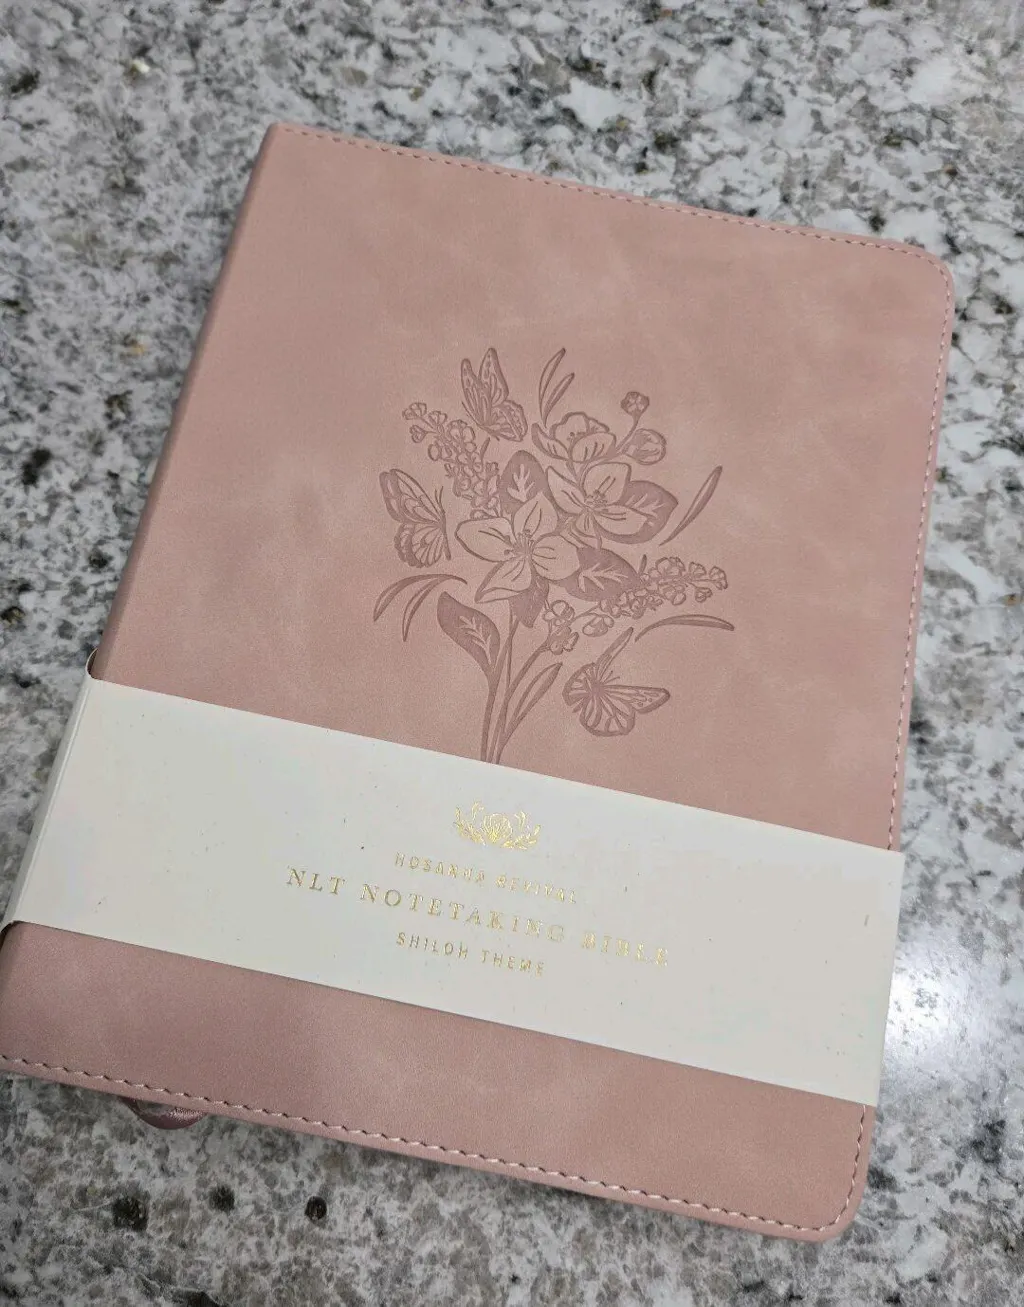 HOSANNA REVIVAL
NLT NOTETAKING BIBLE
SHILOH THEME